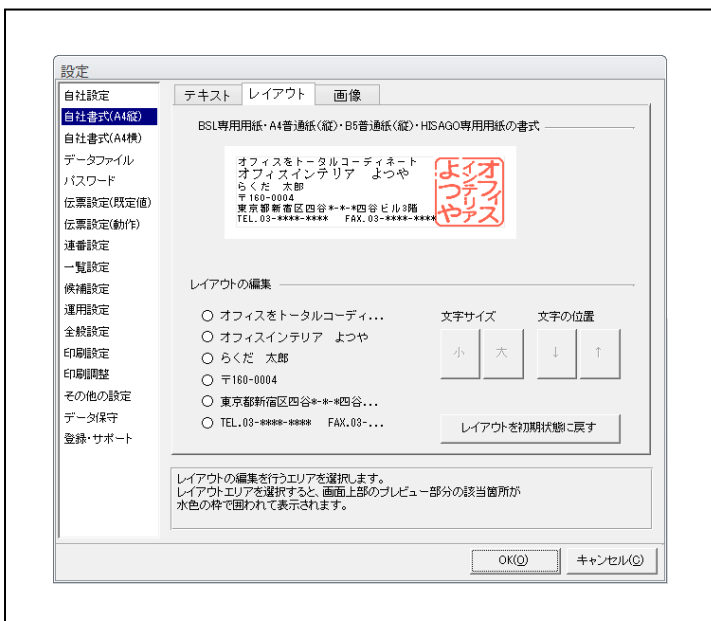 設定
自社設定
自社書式(A4縦)
自社書式(A4横)
データファイル
パスワード
伝票設定(既定値)
伝票設定(動作)
連番設定
一覧設定
候補設定
運用設定
全般設定
印刷設定
印刷調整
その他の設定
データ保守
登録・サポート
テキスト レイアウト 画像
BSL専用用紙・A4普通紙(縦)・B5普通紙(縦)・HISAGO専用用紙の書式
オフィスをトータルコーディネート
オフィスインテリア よつや
らくだ 太郎
〒160-0004
東京都新宿区四谷*-*-*四谷ビル3階
TEL.03-****-**** FAX.03-****-****
オフィス
インテリア
よつや
レイアウトの編集
オフィスをトータルコーディ...
オフィスインテリア よつや
らくだ 太郎
〒160-0004
東京都新宿区四谷*-*-*四谷...
TEL.03-****-**** FAX.03-...
文字サイズ 文字の位置
小 大 ↓ ↑
レイアウトを初期状態に戻す
レイアウトの編集を行うエリアを選択します。
レイアウトエリアを選択すると、画面上部のプレビュー部分の該当箇所が
水色の枠で囲われて表示されます。
OK(O) キャンセル(C)